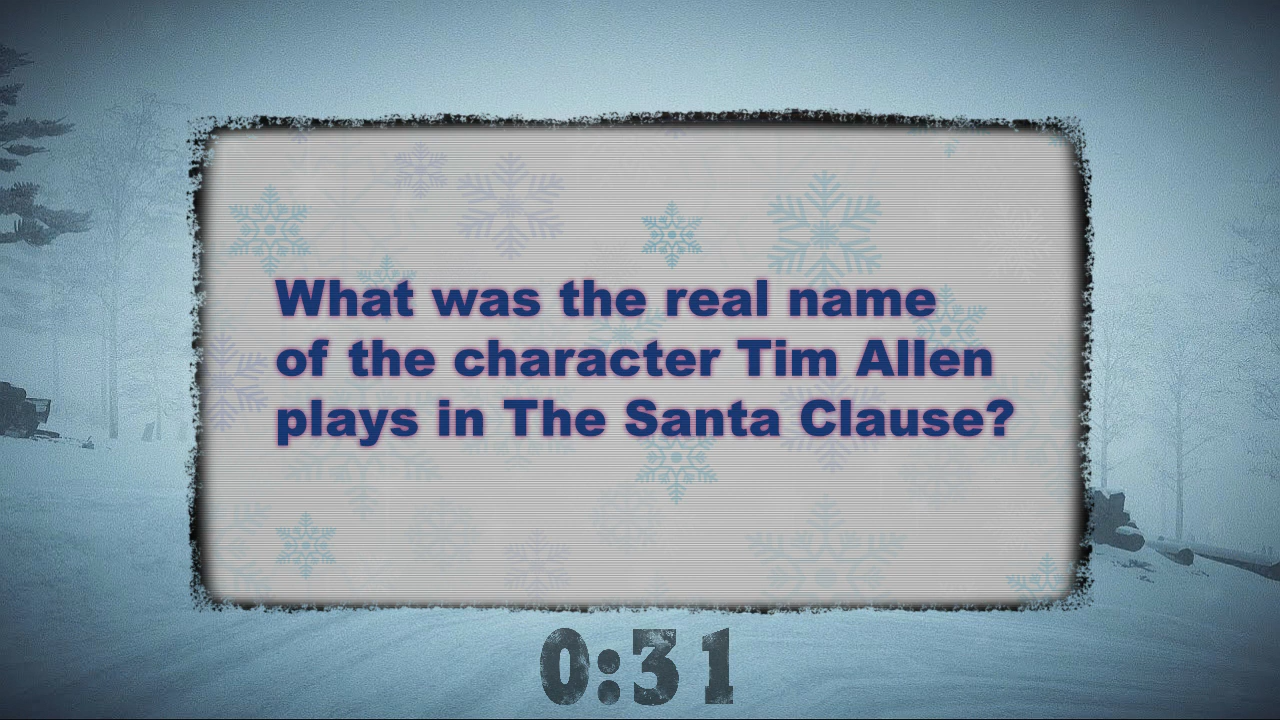 What was the real name
of the character Tim Allen
plays in The Santa Clause?
0:31